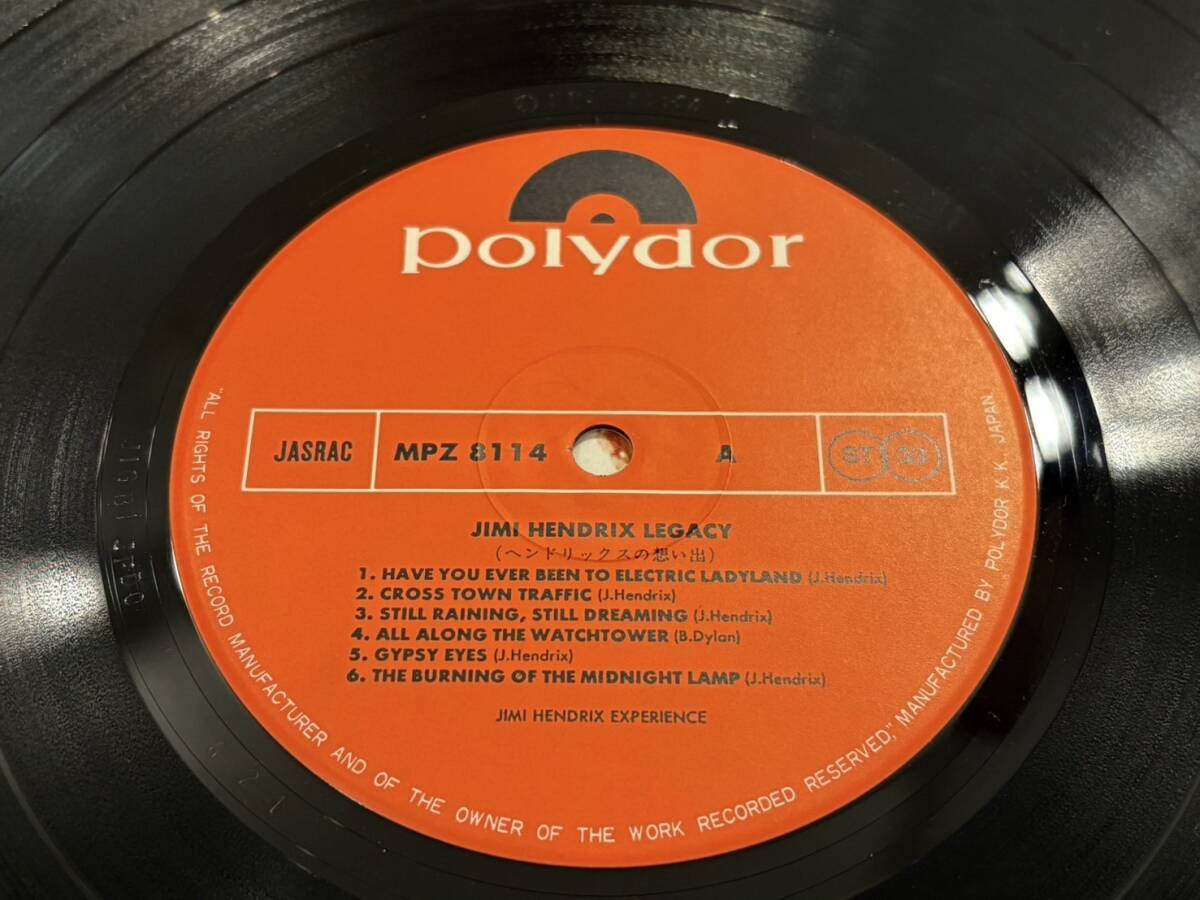 polydor
JASRAC
MPZ 8114
A
ST 33
JIMI HENDRIX LEGACY
(ヘンドリックスの想い出)
1. HAVE YOU EVER BEEN TO ELECTRIC LADYLAND (J.Hendrix)
2. CROSS TOWN TRAFFIC (J.Hendrix)
3. STILL RAINING, STILL DREAMING (J.Hendrix)
4. ALL ALONG THE WATCHTOWER (B.Dylan)
5. GYPSY EYES (J.Hendrix)
6. THE BURNING OF THE MIDNIGHT LAMP (J.Hendrix)
JIMI HENDRIX EXPERIENCE
"ALL RIGHTS OF THE RECORD MANUFACTURER AND OF THE OWNER OF THE WORK RECORDED RESERVED," MANUFACTURED BY POLYDOR K.K. JAPAN.